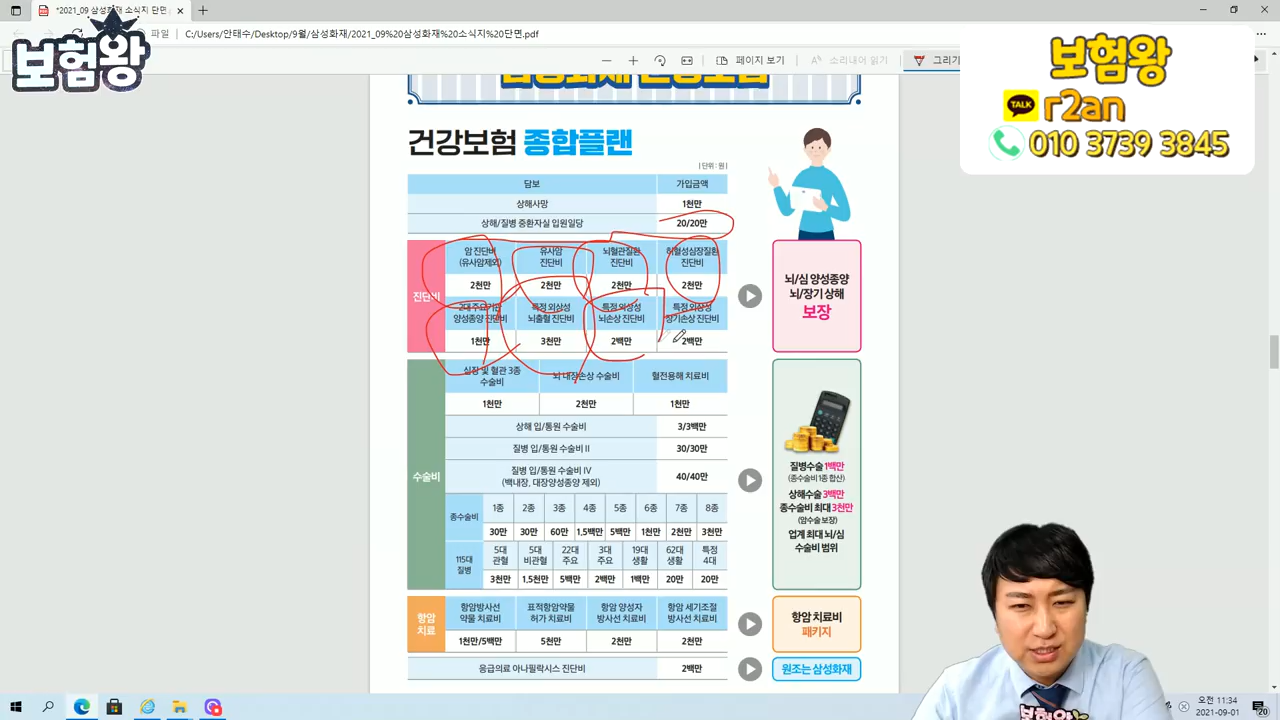 *2021_09 삼성화재 소식지 단면
파일 C:/Users/안태수/Desktop/9월/삼성화재/2021_09%20삼성화재%20소식지%20단면.pdf
페이지 보기 소리내어 읽기 그리기
보험왕
보험왕
TALK r2an
010 3739 3845
건강보험 종합플랜
| 단위 : 원 |
담보 가입금액
상해사망 1천만
상해/질병 중환자실 입원일당 20/20만
진단비
암 진단비 유사암 뇌혈관질환 허혈성심장질환
(유사암제외) 진단비 진단비 진단비
2천만 2천만 2천만 2천만
2대 주요기관 특정 외상성 특정 외상성 특정 외상성
양성종양 진단비 뇌출혈 진단비 뇌손상 진단비 장기손상 진단비
1천만 3천만 2백만 2백만
뇌/심 양성종양
뇌/장기 상해
보장
수술비
심장 및 혈관 3종 뇌 내장손상 수술비 혈전용해 치료비
수술비
1천만 2천만 1천만
상해 입/통원 수술비 3/3백만
질병 입/통원 수술비 II 30/30만
질병 입/통원 수술비 IV 40/40만
(백내장, 대장양성종양 제외)
종수술비 1종 2종 3종 4종 5종 6종 7종 8종
30만 30만 60만 1,5백만 5백만 1천만 2천만 3천만
115대 5대 5대 22대 3대 19대 62대 특정
질병 관혈 비관혈 주요 주요 생활 생활 4대
3천만 1,5천만 5백만 2백만 1백만 20만 20만
질병수술 1백만
(종수술비 1종 합산)
상해수술 3백만
종수술비 최대 3천만
(암수술 보장)
업계 최대 뇌/심
수술비 범위
항암
치료
항암방사선 표적항암약물 항암 양성자 항암 세기조절
약물 치료비 허가 치료비 방사선 치료비 방사선 치료비
1천만/5백만 5천만 2천만 2천만
항암 치료비
패키지
응급의료 아나필락시스 진단비 2백만
원조는 삼성화재
보험왕
오전 11:34
2021-09-01
20